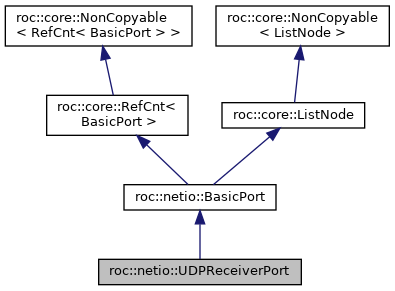 roc::core::NonCopyable
< RefCnt< BasicPort > >
roc::core::NonCopyable
< ListNode >
roc::core::RefCnt<
BasicPort >
roc::core::ListNode
roc::netio::BasicPort
roc::netio::UDPReceiverPort